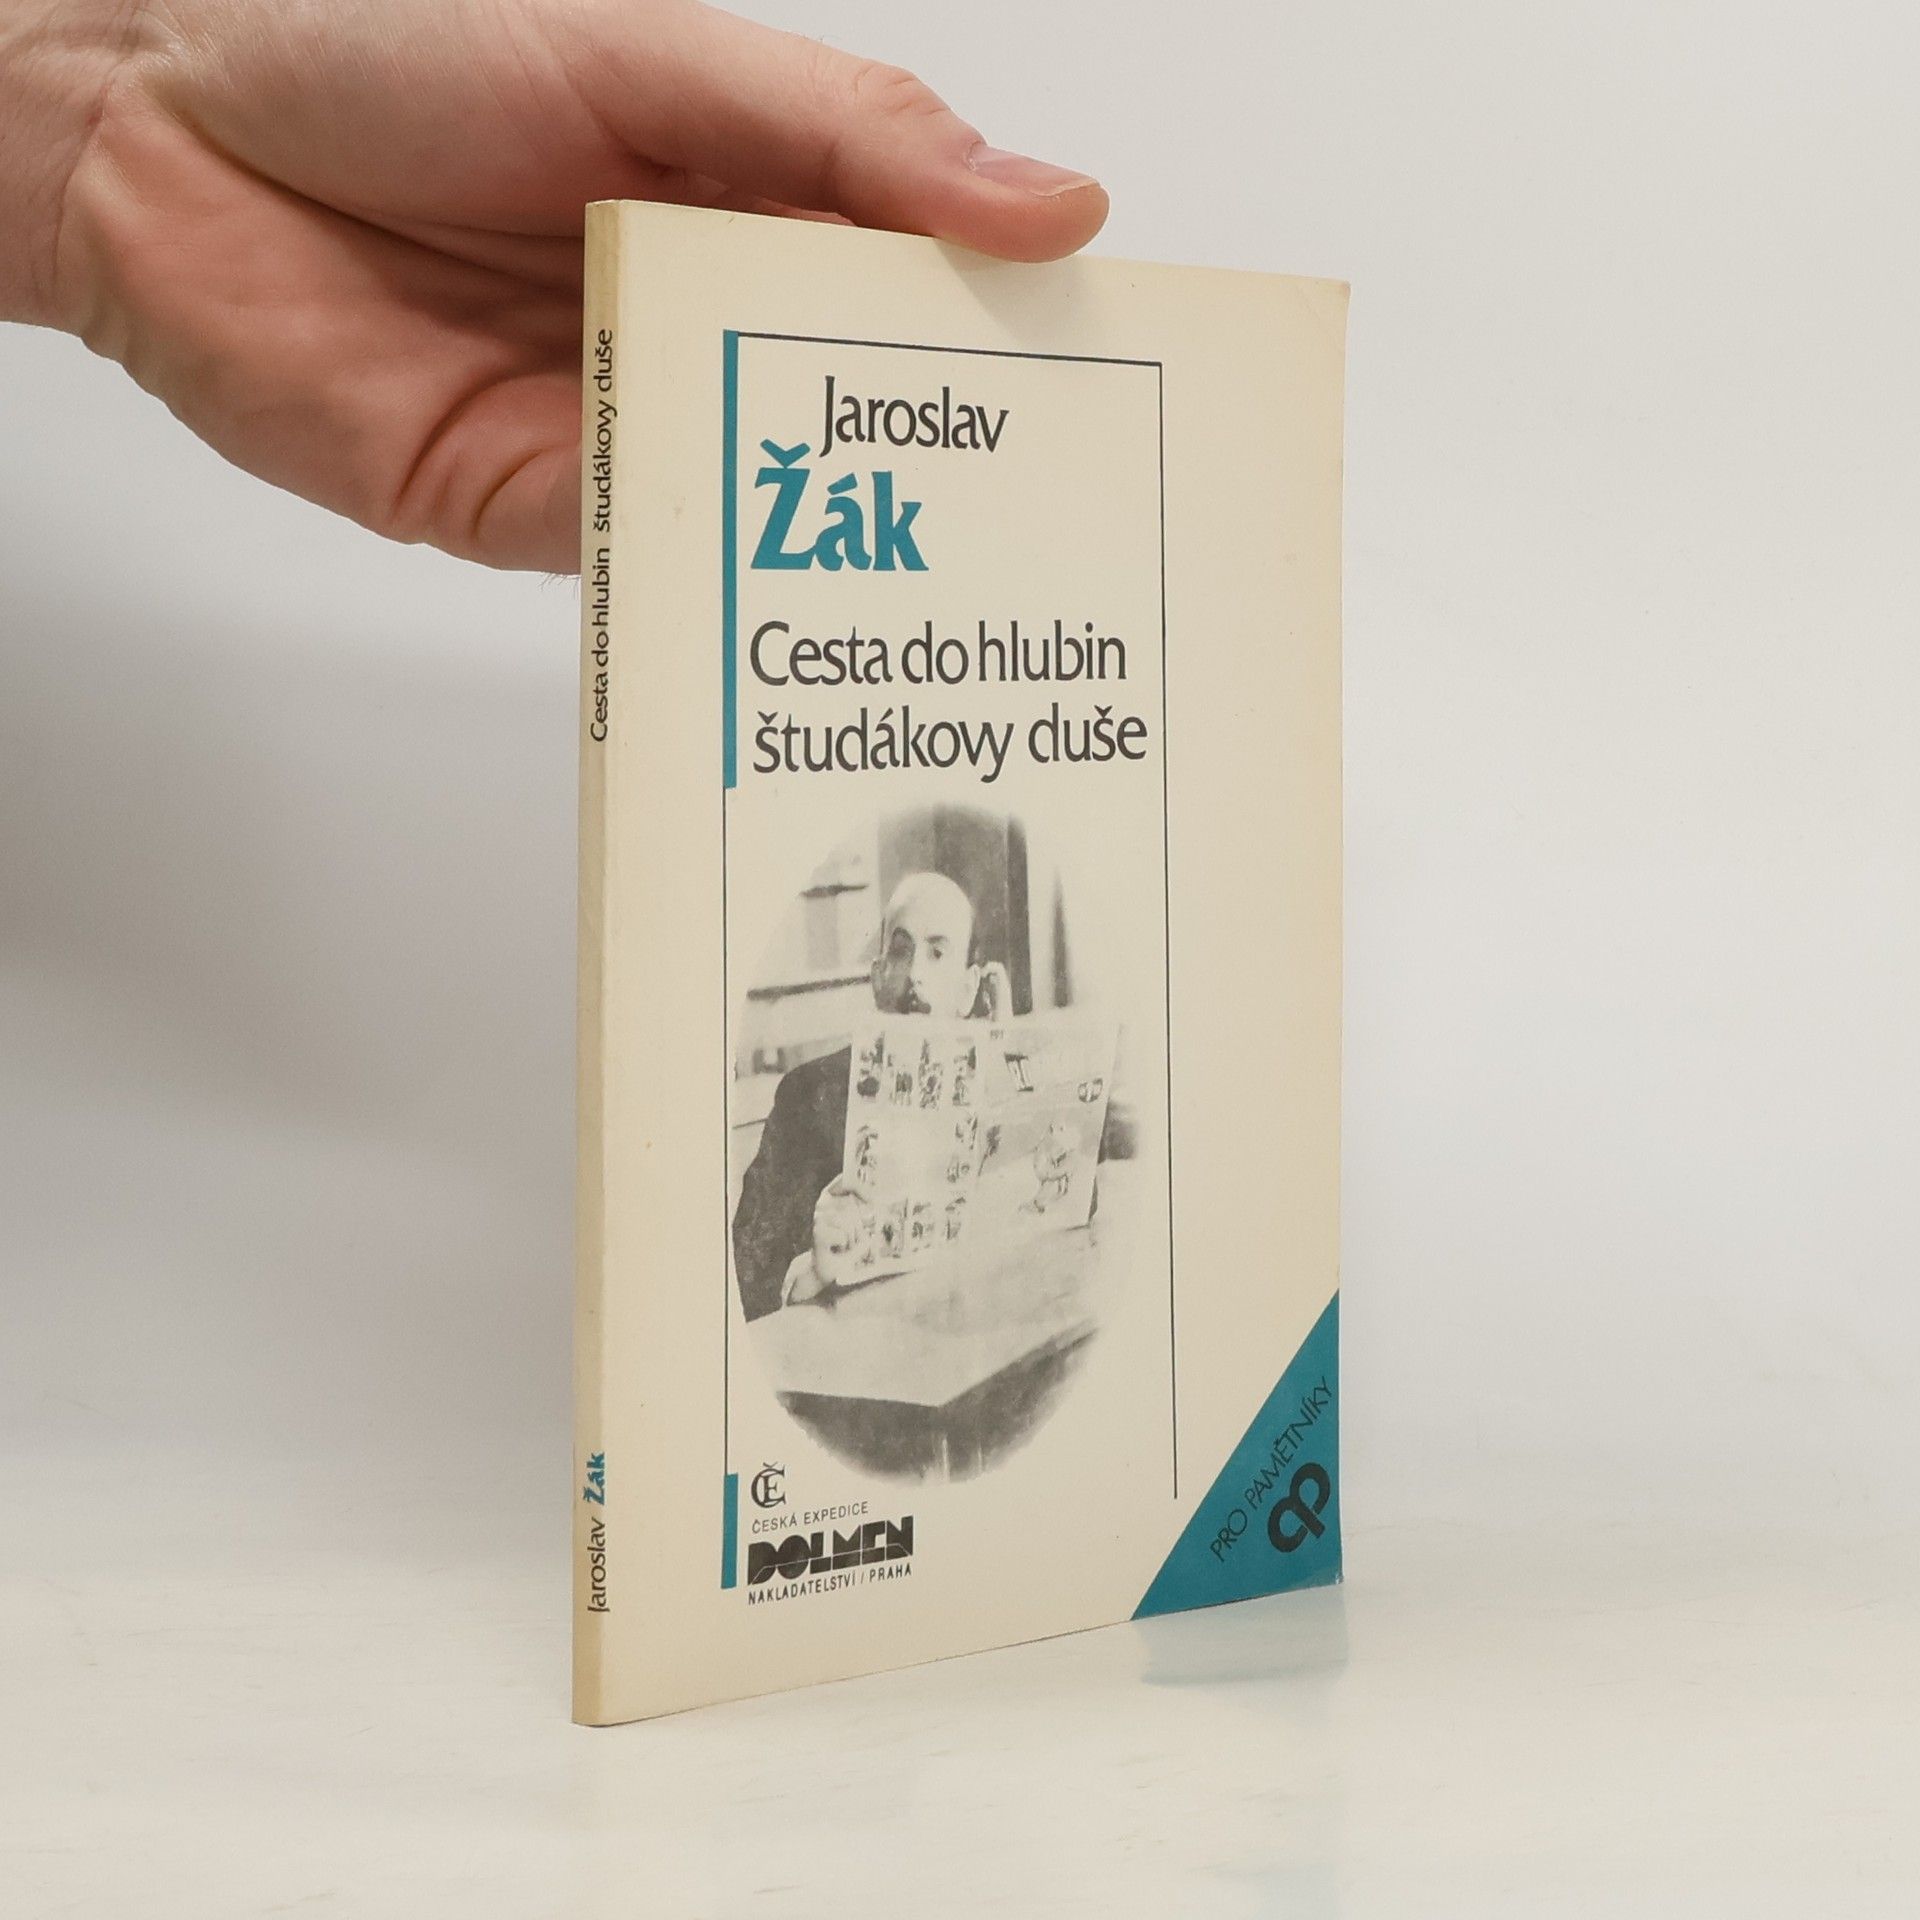 Jaroslav
Žák
Cesta do hlubin
študákovy duše
ČE
ČESKÁ EXPEDICE
DOLMEN
NAKLADATELSTVÍ / PRAHA
PRO PAMĚTNÍKY
Cesta do hlubin študákovy duše
Jaroslav Žák